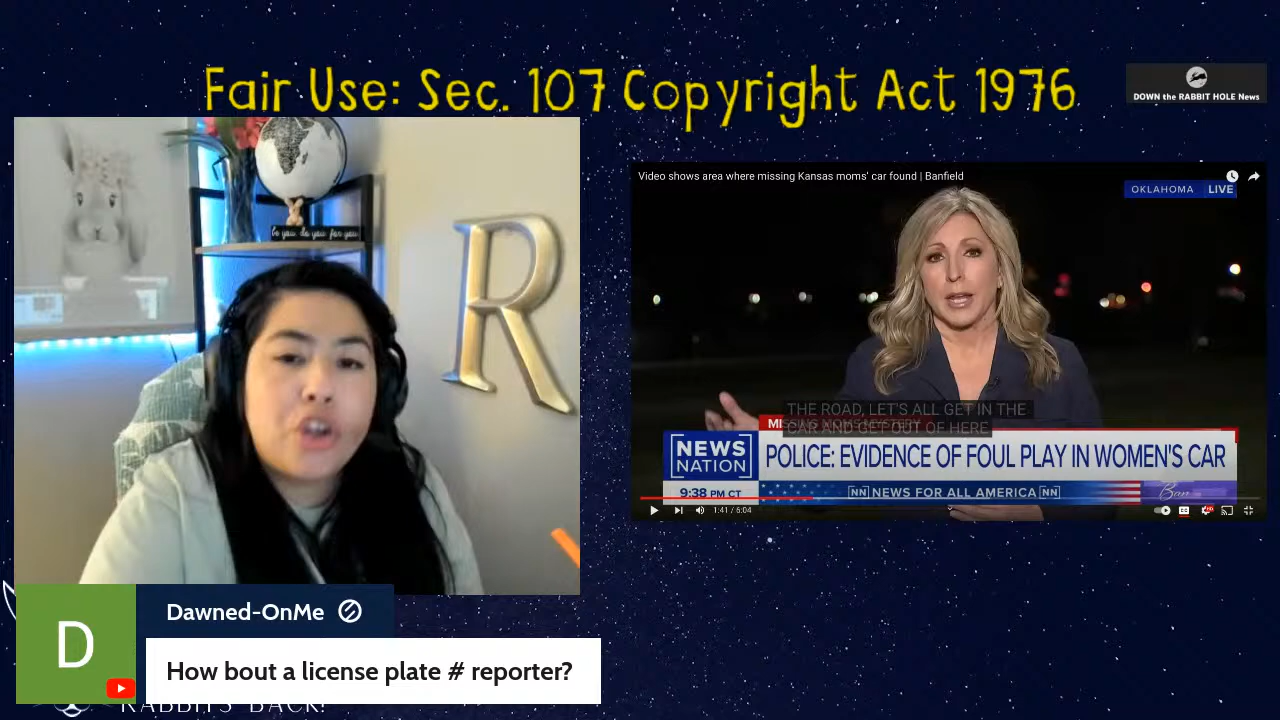 Fair Use: Sec. 107 Copyright Act 1976
DOWN the RABBIT HOLE News
be you. do you. for you.
R
Video shows area where missing Kansas moms' car found | Banfield
OKLAHOMA LIVE
THE ROAD, LET'S ALL GET IN THE
CAR AND GET OUT OF HERE
NEWS
NATION
POLICE: EVIDENCE OF FOUL PLAY IN WOMEN'S CAR
9:38 PM CT
NN NEWS FOR ALL AMERICA NN
1:41 / 6:04
D
Dawned-OnMe
How bout a license plate # reporter?
RABBITS BACK!